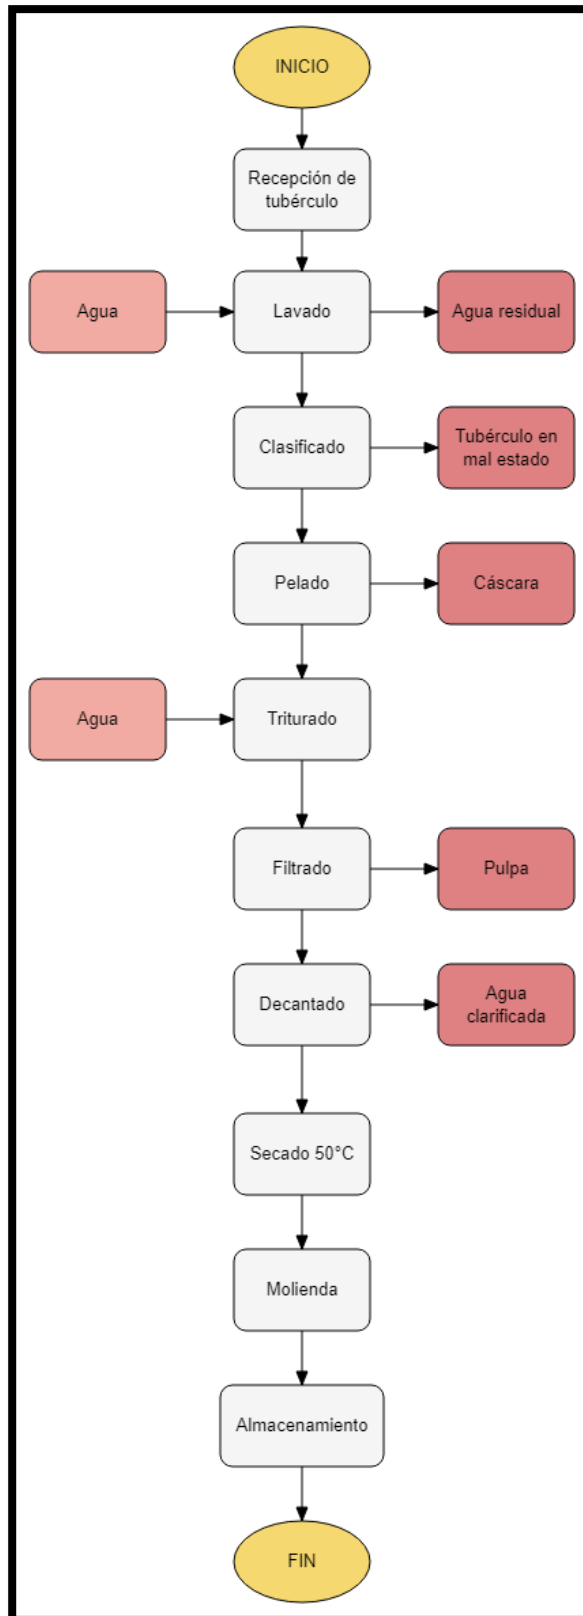 INICIO
Recepción de
tubérculo
Agua
Lavado
Agua residual
Clasificado
Tubérculo en
mal estado
Pelado
Cáscara
Agua
Triturado
Filtrado
Pulpa
Decantado
Agua
clarificada
Secado 50°C
Molienda
Almacenamiento
FIN